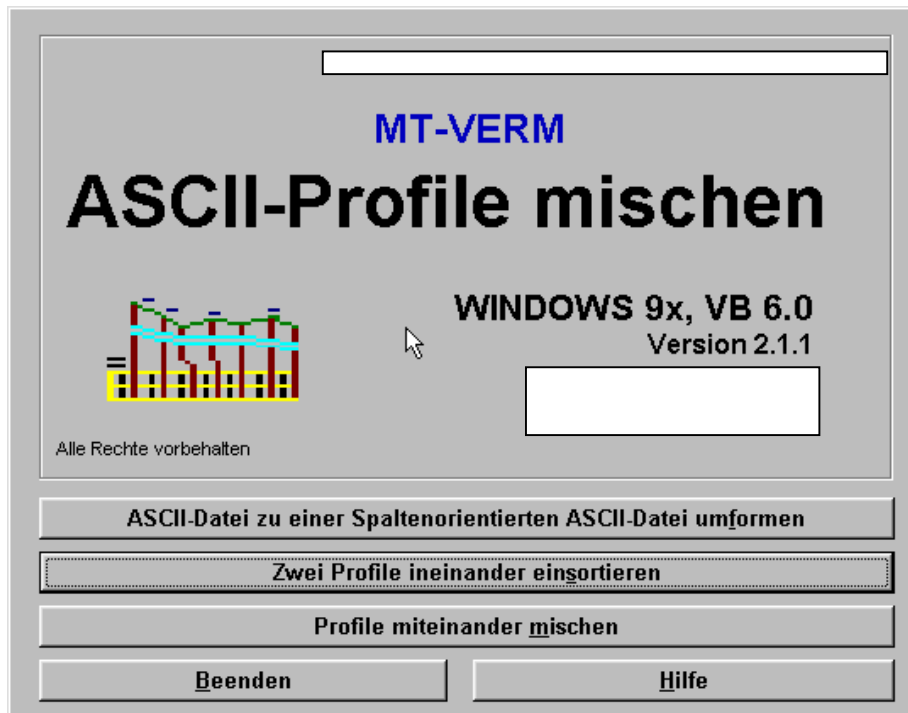 MT-VERM
ASCII-Profile mischen
WINDOWS 9x, VB 6.0
Version 2.1.1
Alle Rechte vorbehalten
ASCII-Datei zu einer Spaltenorientierten ASCII-Datei umformen
Zwei Profile ineinander einsortieren
Profile miteinander mischen
Beenden
Hilfe